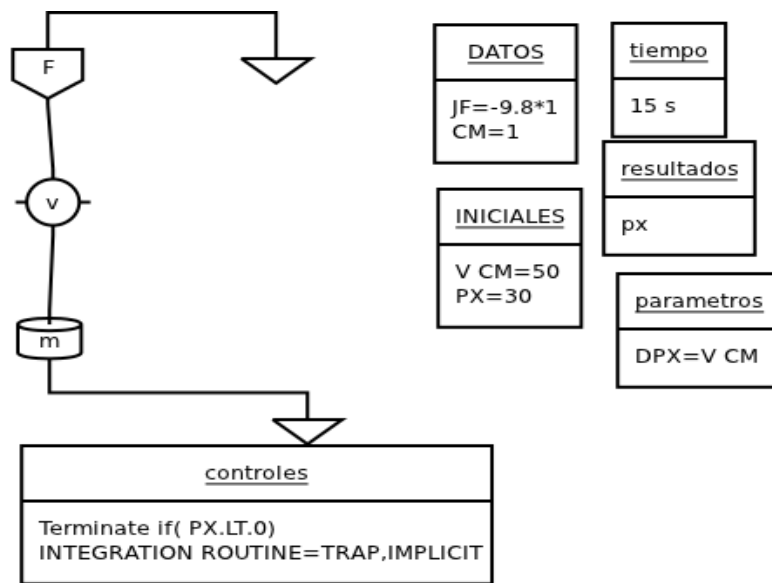 F
v
m
DATOS
JF=-9.8*1
CM=1
tiempo
15 s
resultados
px
INICIALES
V CM=50
PX=30
parametros
DPX=V CM
controles
Terminate if( PX.LT.0)
INTEGRATION ROUTINE=TRAP,IMPLICIT